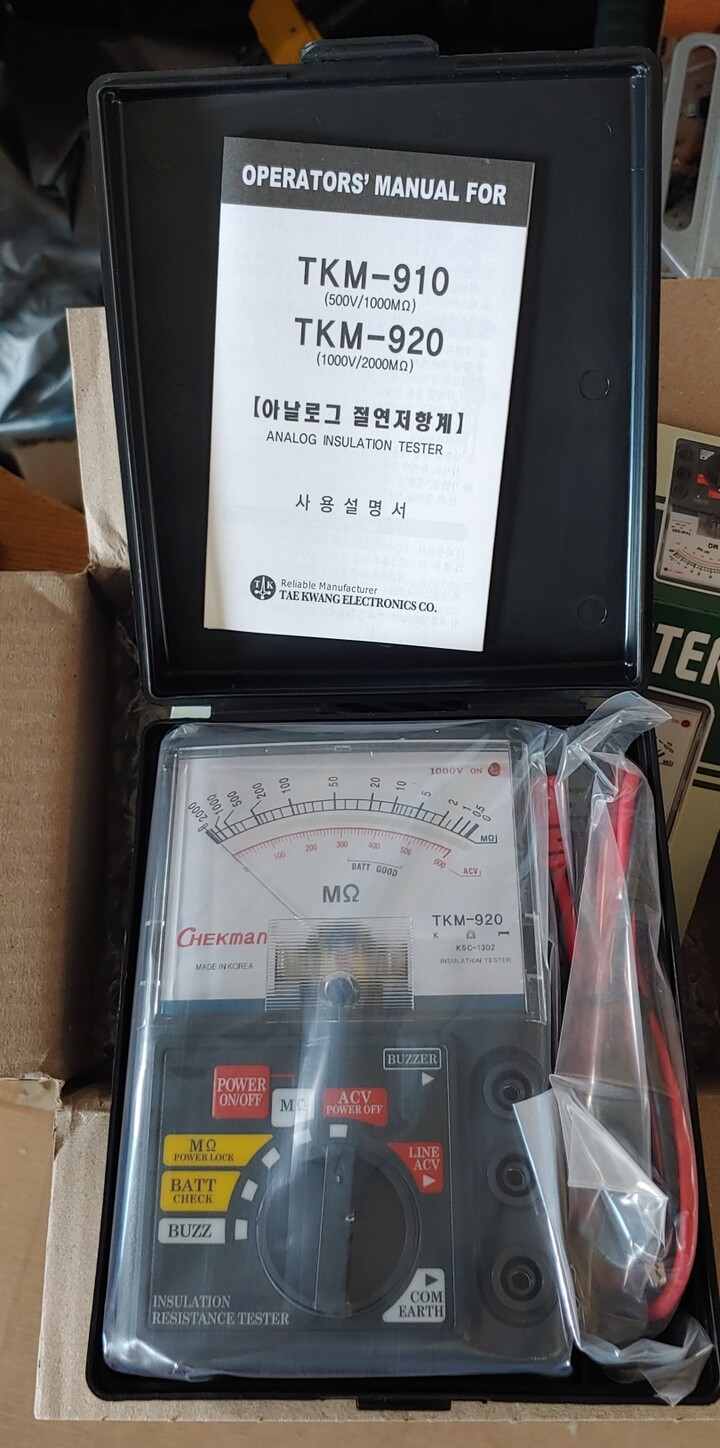 OPERATORS' MANUAL FOR
TKM-910
(500V/1000MΩ)
TKM-920
(1000V/2000MΩ)
【아날로그 절연저항계】
ANALOG INSULATION TESTER
사용설명서
TK
Reliable Manufacturer
TAE KWANG ELECTRONICS CO.
TER
1000V ON
∞ 2000 1000 500 200 100 50 20 10 5 2 1 0.5 0
MΩ
100 200 300 400 500 600
ACV
BATT GOOD
MΩ
CHEKman
MADE IN KOREA
TKM-920
K
KSC-1302
INSULATION TESTER
BUZZER
POWER
ON/OFF
MΩ
ACV
POWER OFF
MΩ
POWER LOCK
LINE
ACV
BATT
CHECK
BUZZ
COM
EARTH
INSULATION
RESISTANCE TESTER